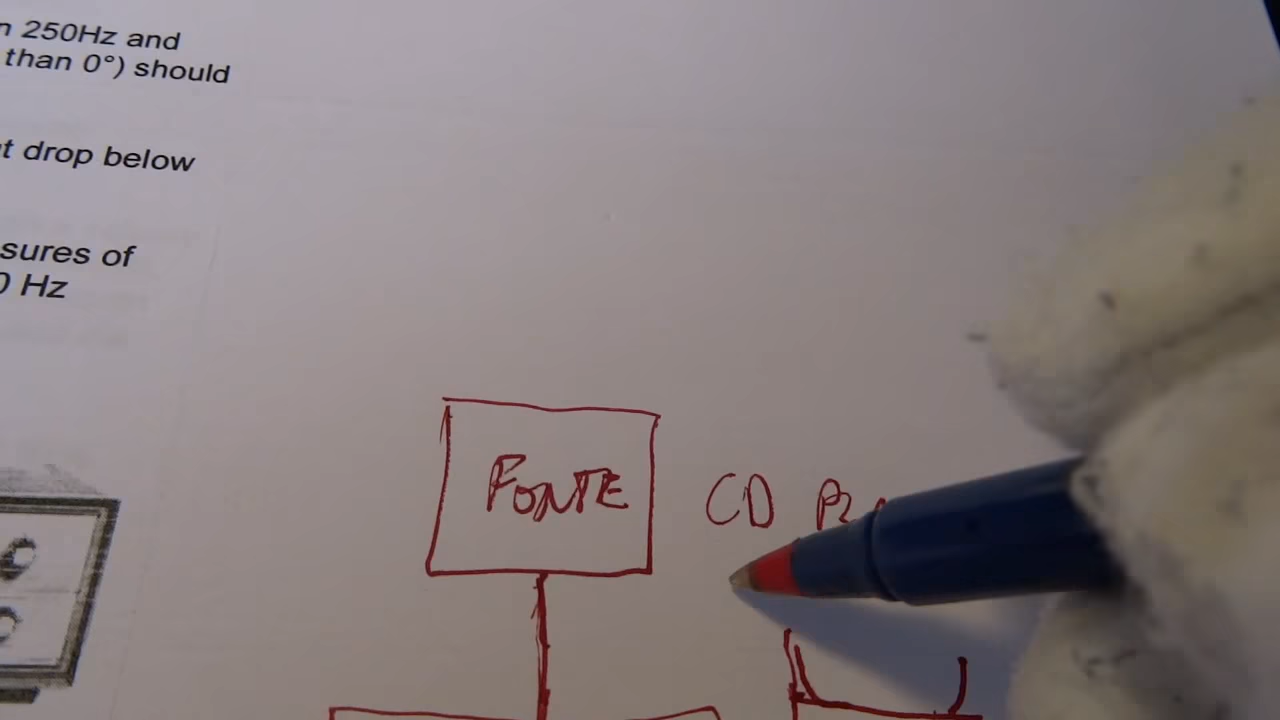 n 250Hz and
than 0°) should
t drop below
sures of
0 Hz
FONTE
CD